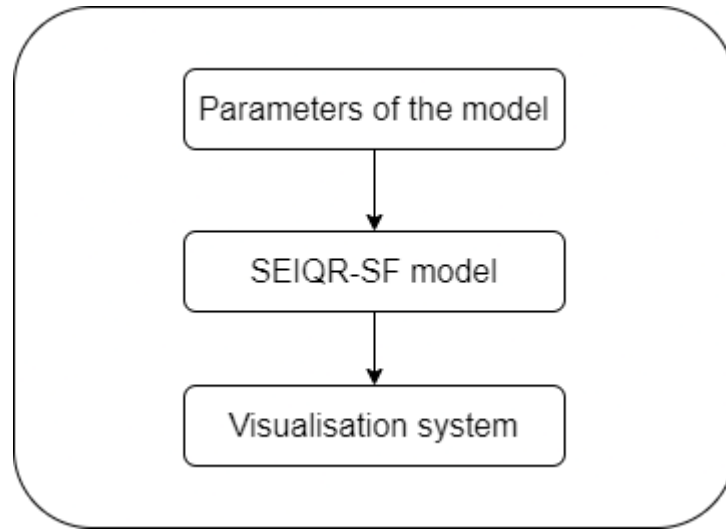 Parameters of the model
SEIQR-SF model
Visualisation system